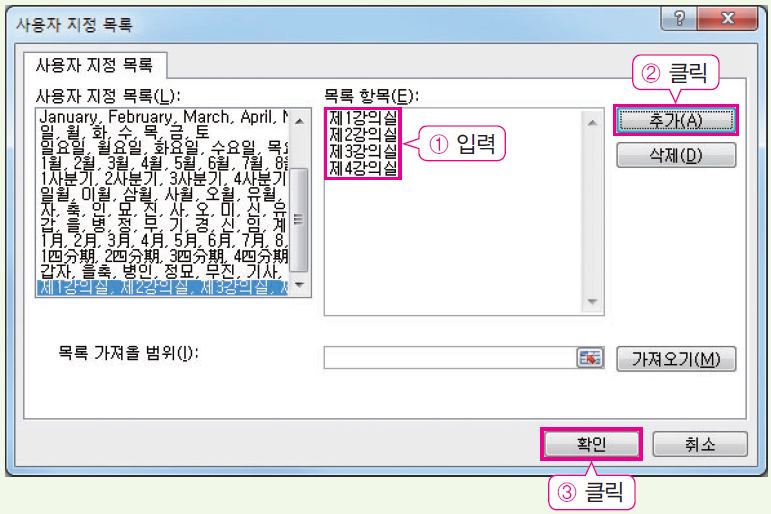 사용자 지정 목록
사용자 지정 목록
사용자 지정 목록(L):
January, February, March, April, M
일, 월, 화, 수, 목, 금, 토
일요일, 월요일, 화요일, 수요일, 목
1월, 2월, 3월, 4월, 5월, 6월, 7월, 8월
1사분기, 2사분기, 3사분기, 4사분기
일월, 이월, 삼월, 사월, 오월, 유월,
자, 축, 인, 묘, 진, 사, 오, 미, 신, 유
갑, 을, 병, 정, 무, 기, 경, 신, 임, 계
1月, 2月, 3月, 4月, 5月, 6月, 7月, 8
1四分期, 2四分期, 3四分期, 4四分期
갑자, 을축, 병인, 정묘, 무진, 기사,
제1강의실, 제2강의실, 제3강의실,
목록 항목(E):
제1강의실
제2강의실
제3강의실
제4강의실
① 입력
② 클릭
추가(A)
삭제(D)
목록 가져올 범위(I):
가져오기(M)
확인
취소
③ 클릭